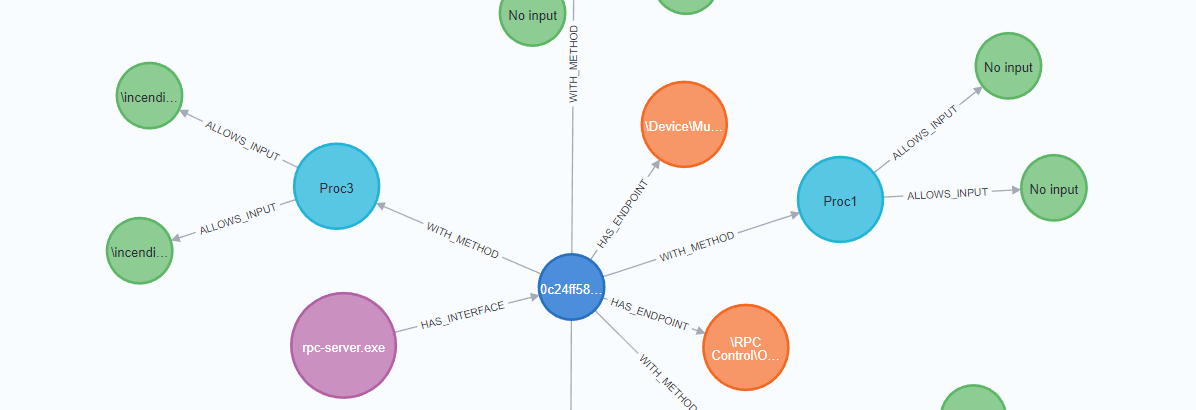 No input
WITH_METHOD
No input
\incendi...
\Device\Mu...
ALLOWS_INPUT
ALLOWS_INPUT
Proc3
No input
ALLOWS_INPUT
Proc1
HAS_ENDPOINT
ALLOWS_INPUT
WITH_METHOD
WITH_METHOD
\incendi...
0c24ff58...
HAS_INTERFACE
HAS_ENDPOINT
rpc-server.exe
\RPC
Control\O...
WITH_METHOD